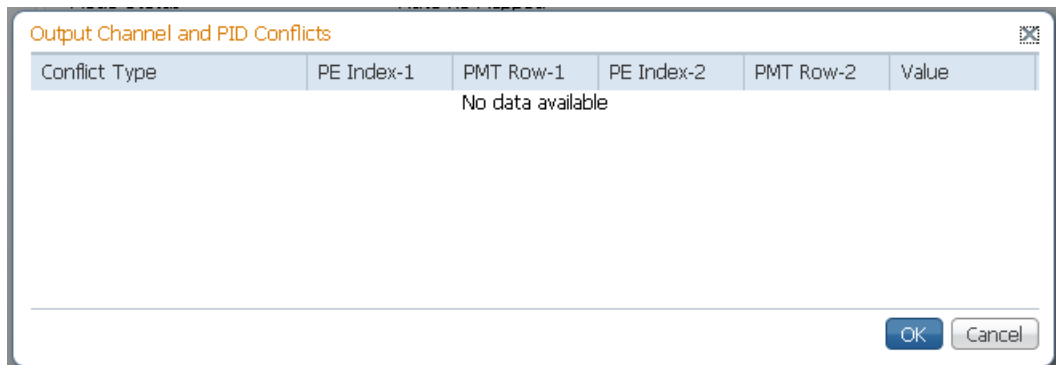 Output Channel and PID Conflicts
Conflict Type PE Index-1 PMT Row-1 PE Index-2 PMT Row-2 Value
No data available
OK Cancel